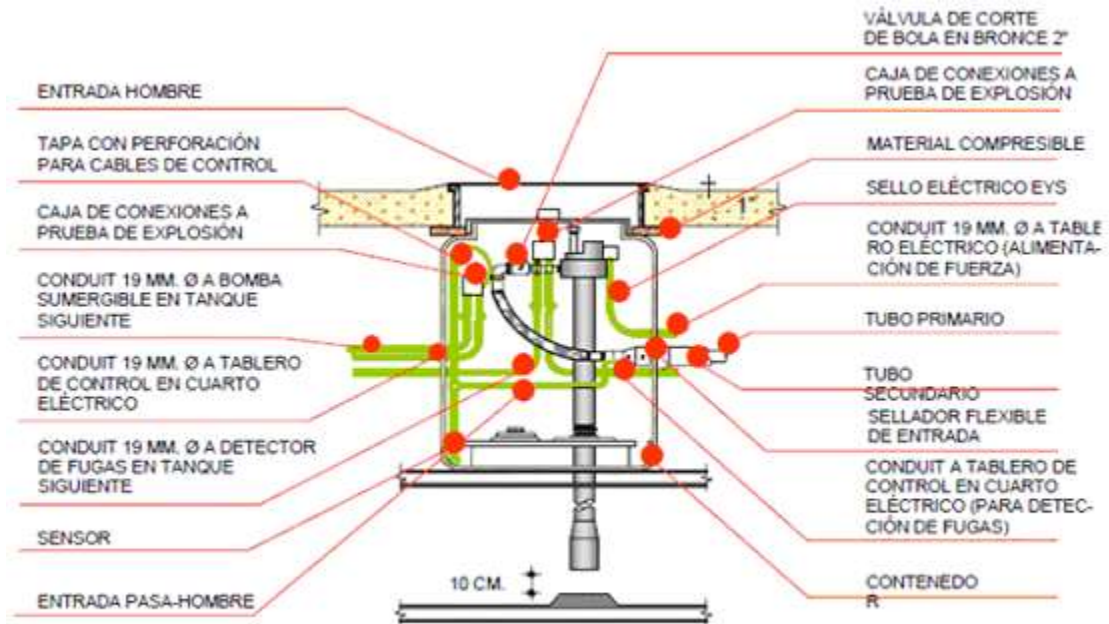 ENTRADA HOMBRE
TAPA CON PERFORACIÓN
PARA CABLES DE CONTROL
CAJA DE CONEXIONES A
PRUEBA DE EXPLOSIÓN
CONDUIT 19 MM. Ø A BOMBA
SUMERGIBLE EN TANQUE
SIGUIENTE
CONDUIT 19 MM. Ø A TABLERO
DE CONTROL EN CUARTO
ELÉCTRICO
CONDUIT 19 MM. Ø A DETECTOR
DE FUGAS EN TANQUE
SIGUIENTE
SENSOR
ENTRADA PASA-HOMBRE
10 CM.
1"
VÁLVULA DE CORTE
DE BOLA EN BRONCE 2"
CAJA DE CONEXIONES A
PRUEBA DE EXPLOSIÓN
MATERIAL COMPRESIBLE
SELLO ELÉCTRICO EYS
CONDUIT 19 MM. Ø A TABLE
RO ELÉCTRICO (ALIMENTA-
CIÓN DE FUERZA)
TUBO PRIMARIO
TUBO
SECUNDARIO
SELLADOR FLEXIBLE
DE ENTRADA
CONDUIT A TABLERO DE
CONTROL EN CUARTO
ELÉCTRICO (PARA DETEC-
CIÓN DE FUGAS)
CONTENEDO
R